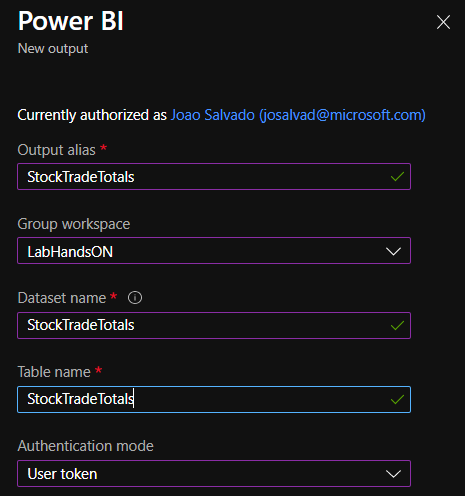 Power BI
New output
Currently authorized as Joao Salvado (josalvad@microsoft.com)
Output alias *
StockTradeTotals
Group workspace
LabHandsON
Dataset name *
StockTradeTotals
Table name *
StockTradeTotals
Authentication mode
User token